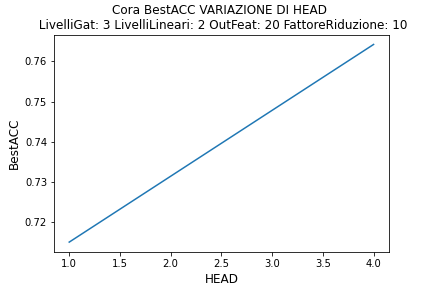 Cora BestACC VARIAZIONE DI HEAD
LivelliGat: 3 LivelliLineari: 2 OutFeat: 20 FattoreRiduzione: 10
BestACC
0.76
0.75
0.74
0.73
0.72
1.0 1.5 2.0 2.5 3.0 3.5 4.0
HEAD